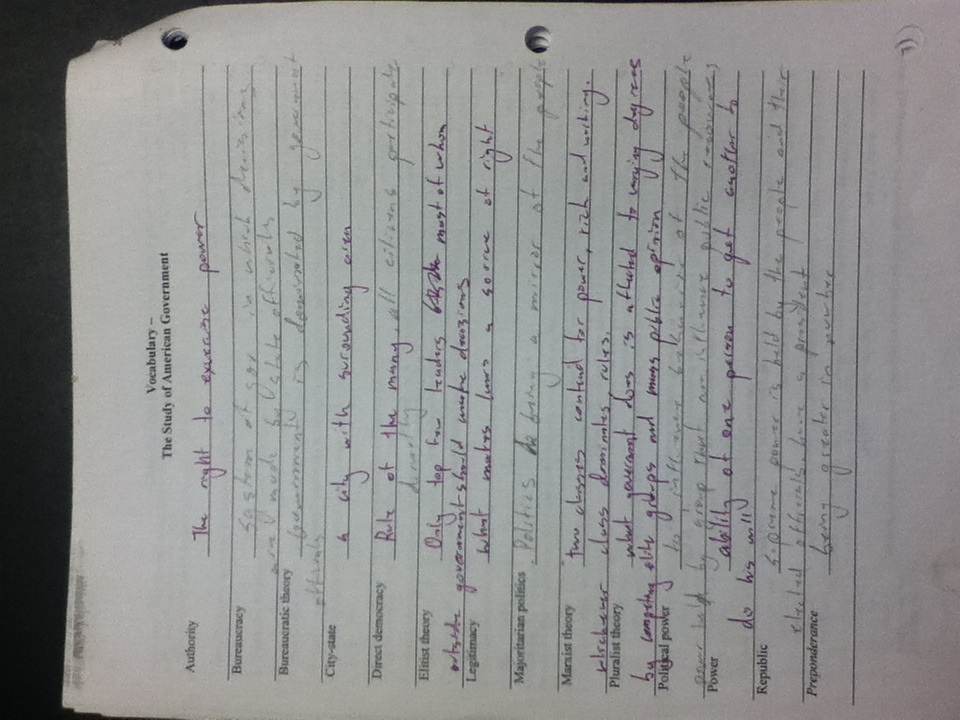 Vocabulary –
The Study of American Government
Authority The right to exercise power
Bureaucracy system of gov in which decisions
are made by state officials
Bureaucratic theory Government is dominated by government
officials
City-state a city with surounding area
Direct democracy Rule of the many. all citizens participate
directly
Elitist theory Only top few leaders most of whom
outside government should make decisions
Legitimacy What makes laws a source of right
Majoritarian politics Politics being a mirror of the people
Marxist theory two classes contend for power, rich and working.
whichever class dominates, rules.
Pluralist theory what goverment does is affected to varying degrees
by competing elite groups and mass public opinion
Political power to influence behavior of the people
power held by group that influence public resources
Power ability of one person to get another to
do his will
Republic supreme power is held by the people and their
elected officials. have a president
Preponderance being greater in number